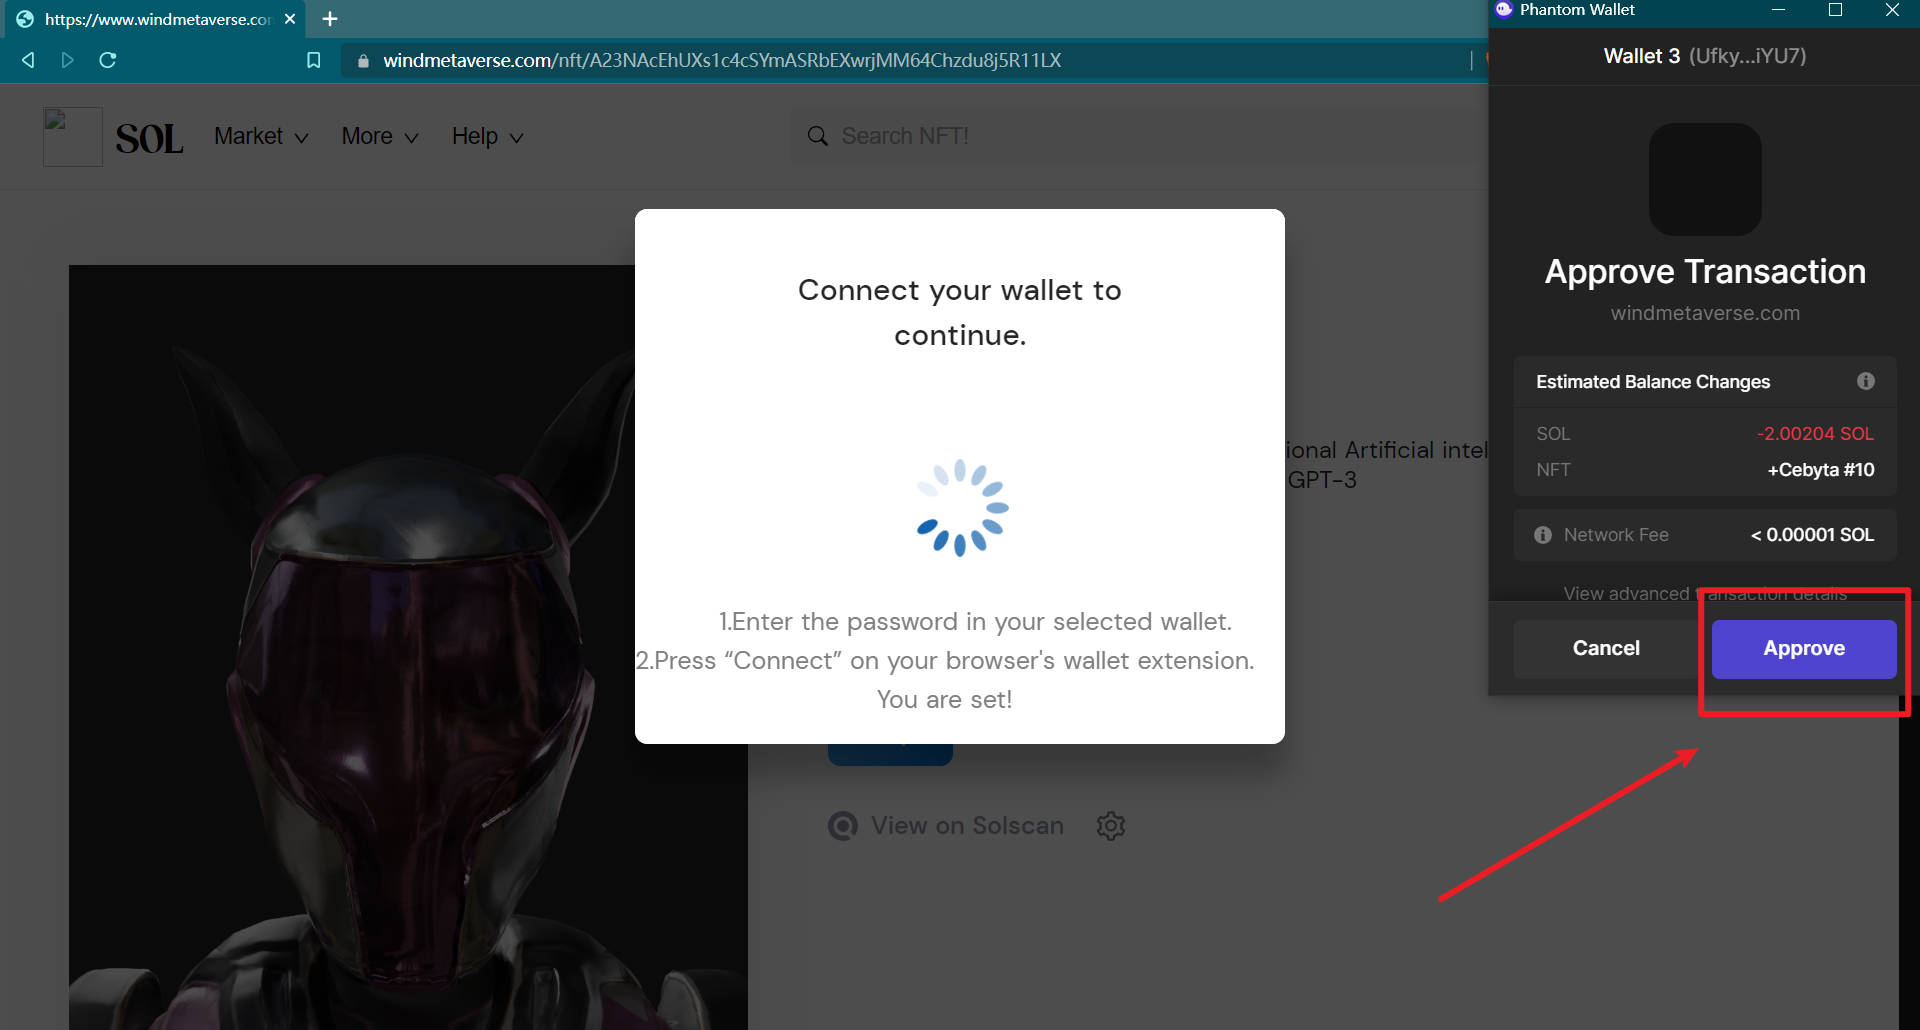 https://www.windmetaverse.co
windmetaverse.com/nft/A23NAcEhUXs1c4cSYmASRbEXwrjMM64Chzdu8j5R11LX
Phantom Wallet
Wallet 3 (Ufky...iYU7)
SOL Market More Help
Search NFT!
Connect your wallet to
continue.
1.Enter the password in your selected wallet.
2.Press “Connect” on your browser's wallet extension.
You are set!
ional Artificial intel
GPT-3
View on Solscan
Approve Transaction
windmetaverse.com
Estimated Balance Changes
SOL -2.00204 SOL
NFT +Cebyta #10
Network Fee < 0.00001 SOL
View advanced transaction details
Cancel Approve